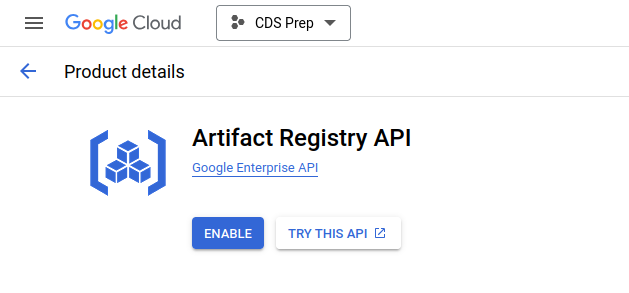 Google Cloud
CDS Prep
Product details
Artifact Registry API
Google Enterprise API
ENABLE
TRY THIS API